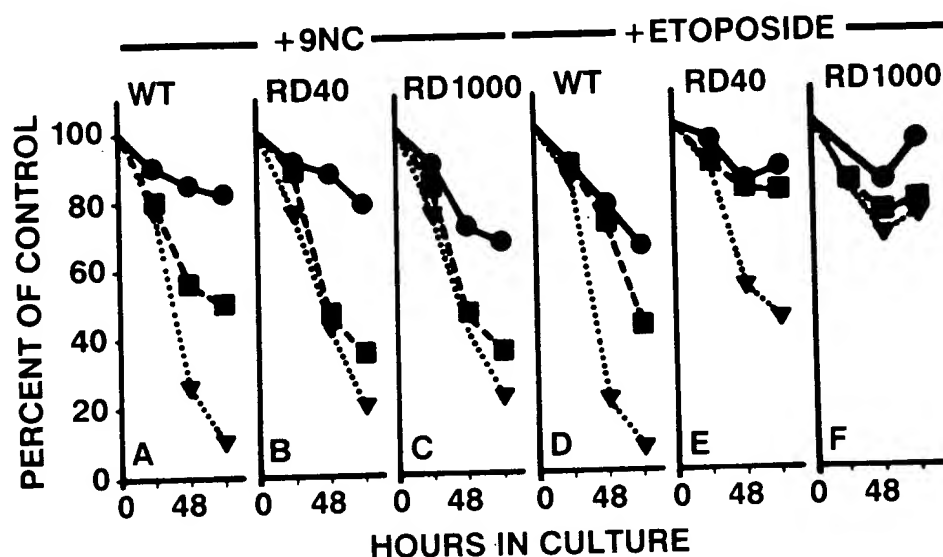 +9NC +ETOPOSIDE
WT RD40 RD1000 WT RD40 RD1000
PERCENT OF CONTROL
100
80
60
40
20
0
A B C D E F
0 48 0 48 0 48 0 48 0 48 0 48
HOURS IN CULTURE